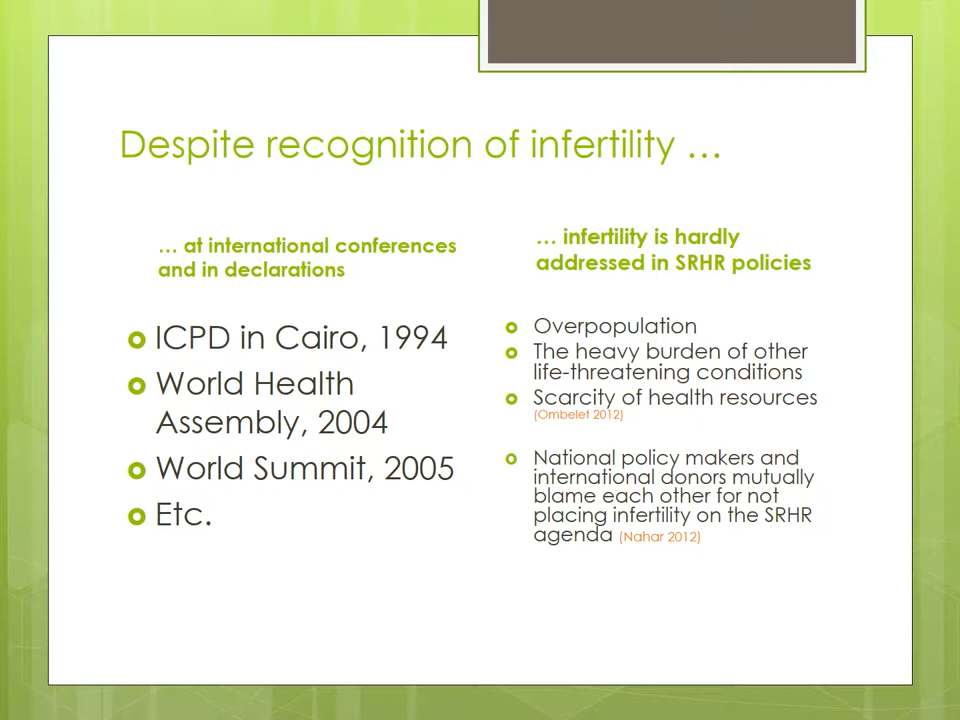 Despite recognition of infertility …
… at international conferences
and in declarations
ICPD in Cairo, 1994
World Health
Assembly, 2004
World Summit, 2005
Etc.
… infertility is hardly
addressed in SRHR policies
Overpopulation
The heavy burden of other
life-threatening conditions
Scarcity of health resources
(Ombelet 2012)
National policy makers and
international donors mutually
blame each other for not
placing infertility on the SRHR
agenda (Nahar 2012)